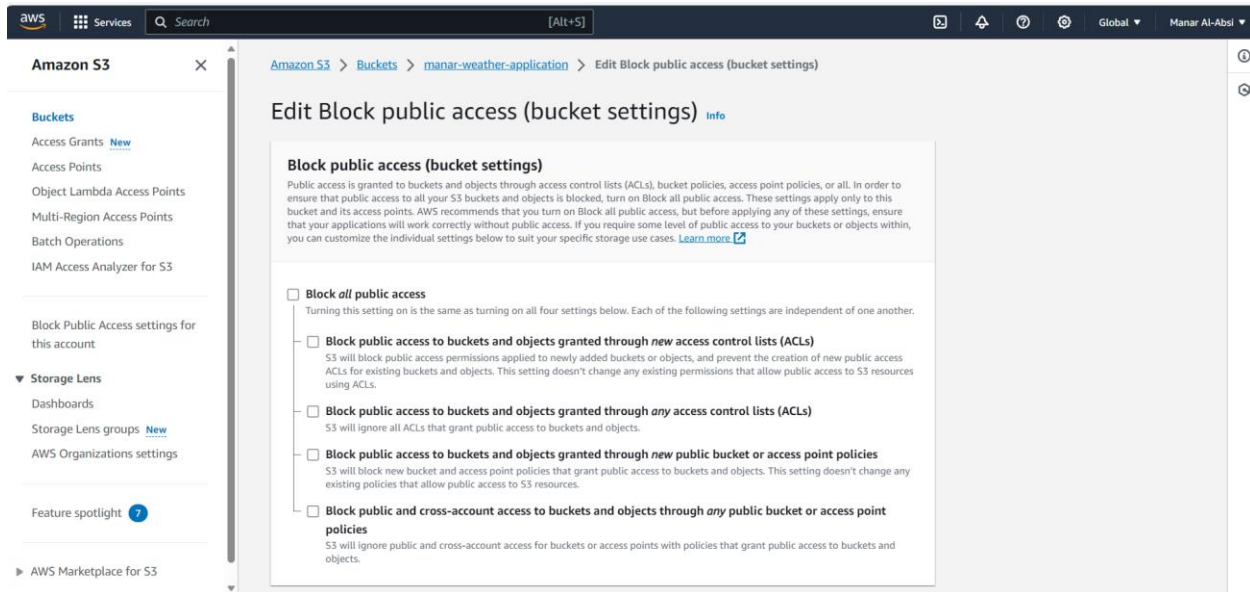 aws
Services
Search
[Alt+S]
Global
Manar Al-Absi
Amazon S3
Buckets
Access Grants New
Access Points
Object Lambda Access Points
Multi-Region Access Points
Batch Operations
IAM Access Analyzer for S3
Block Public Access settings for
this account
Storage Lens
Dashboards
Storage Lens groups New
AWS Organizations settings
Feature spotlight 7
AWS Marketplace for S3
Amazon S3 > Buckets > manar-weather-application > Edit Block public access (bucket settings)
Edit Block public access (bucket settings) Info
Block public access (bucket settings)
Public access is granted to buckets and objects through access control lists (ACLs), bucket policies, access point policies, or all. In order to
ensure that public access to all your S3 buckets and objects is blocked, turn on Block all public access. These settings apply only to this
bucket and its access points. AWS recommends that you turn on Block all public access, but before applying any of these settings, ensure
that your applications will work correctly without public access. If you require some level of public access to your buckets or objects within,
you can customize the individual settings below to suit your specific storage use cases. Learn more
Block all public access
Turning this setting on is the same as turning on all four settings below. Each of the following settings are independent of one another.
Block public access to buckets and objects granted through new access control lists (ACLs)
S3 will block public access permissions applied to newly added buckets or objects, and prevent the creation of new public access
ACLs for existing buckets and objects. This setting doesn't change any existing permissions that allow public access to S3 resources
using ACLs.
Block public access to buckets and objects granted through any access control lists (ACLs)
S3 will ignore all ACLs that grant public access to buckets and objects.
Block public access to buckets and objects granted through new public bucket or access point policies
S3 will block new bucket and access point policies that grant public access to buckets and objects. This setting doesn't change any
existing policies that allow public access to S3 resources.
Block public and cross-account access to buckets and objects through any public bucket or access point
policies
S3 will ignore public and cross-account access for buckets or access points with policies that grant public access to buckets and
objects.